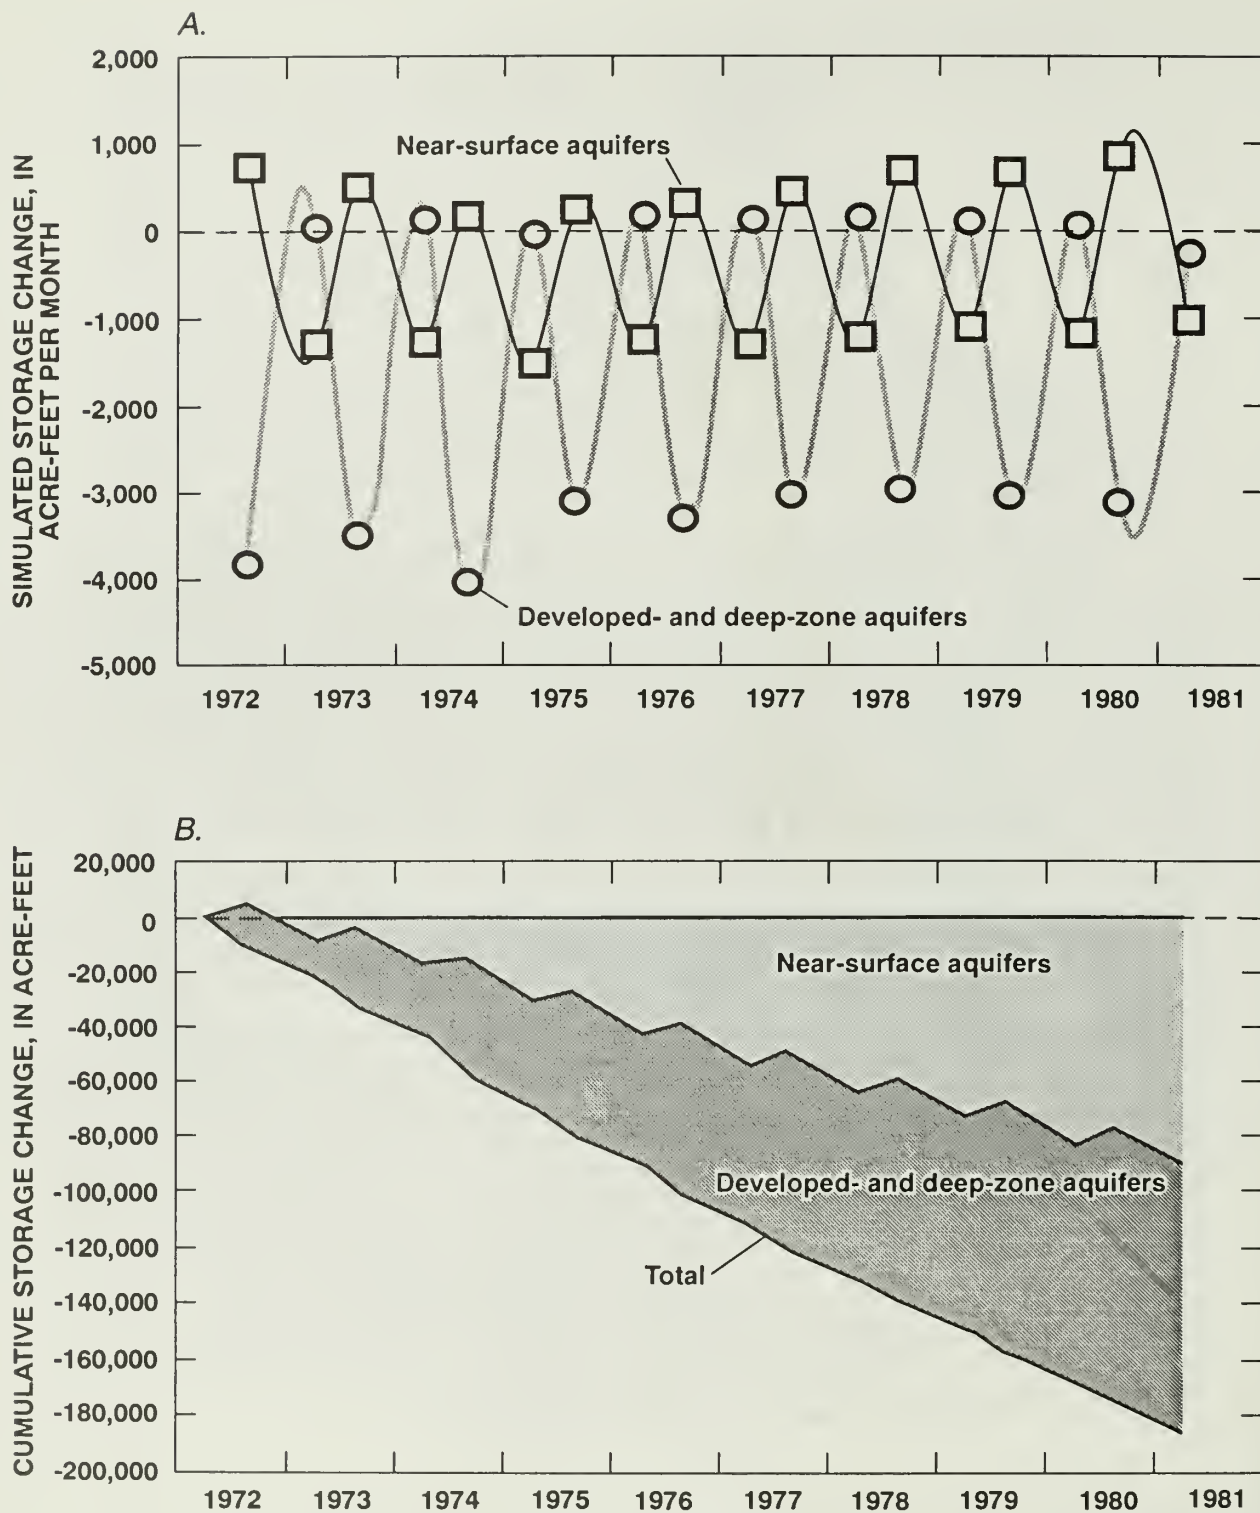 A.
SIMULATED STORAGE CHANGE, IN
ACRE-FEET PER MONTH
2,000
1,000
0
-1,000
-2,000
-3,000
-4,000
-5,000
Near-surface aquifers
Developed- and deep-zone aquifers
1972 1973 1974 1975 1976 1977 1978 1979 1980 1981
B.
CUMULATIVE STORAGE CHANGE, IN ACRE-FEET
20,000
0
-20,000
-40,000
-60,000
-80,000
-100,000
-120,000
-140,000
-160,000
-180,000
-200,000
Near-surface aquifers
Developed- and deep-zone aquifers
Total
1972 1973 1974 1975 1976 1977 1978 1979 1980 1981